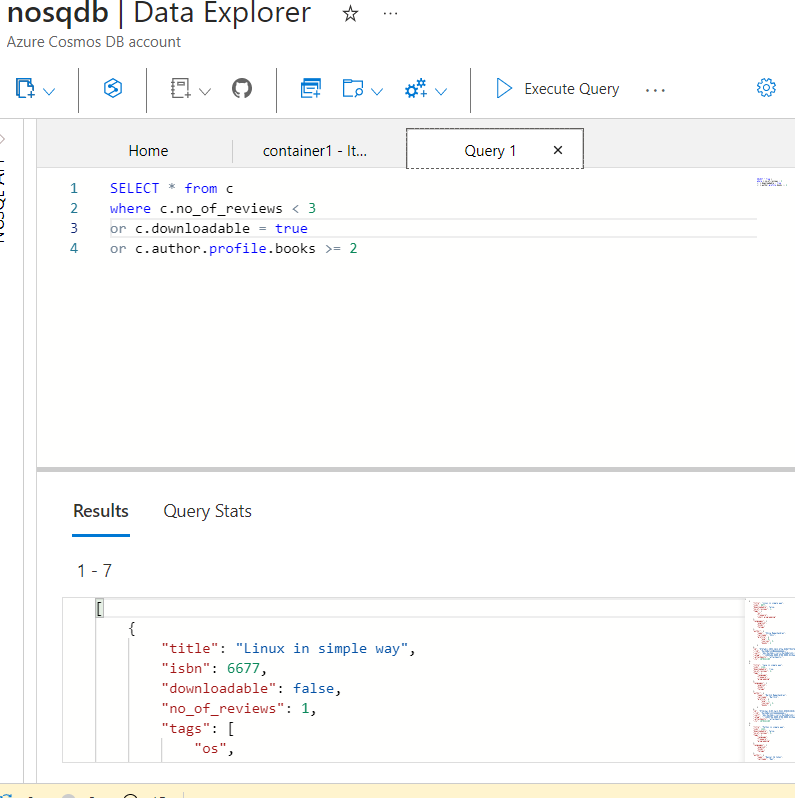 nosqdb | Data Explorer
Azure Cosmos DB account
Execute Query
Home
container1 - It...
Query 1
1 SELECT * from c
2 where c.no_of_reviews < 3
3 or c.downloadable = true
4 or c.author.profile.books >= 2
Results
Query Stats
1 - 7
[
{
"title": "Linux in simple way",
"isbn": 6677,
"downloadable": false,
"no_of_reviews": 1,
"tags": [
"os",